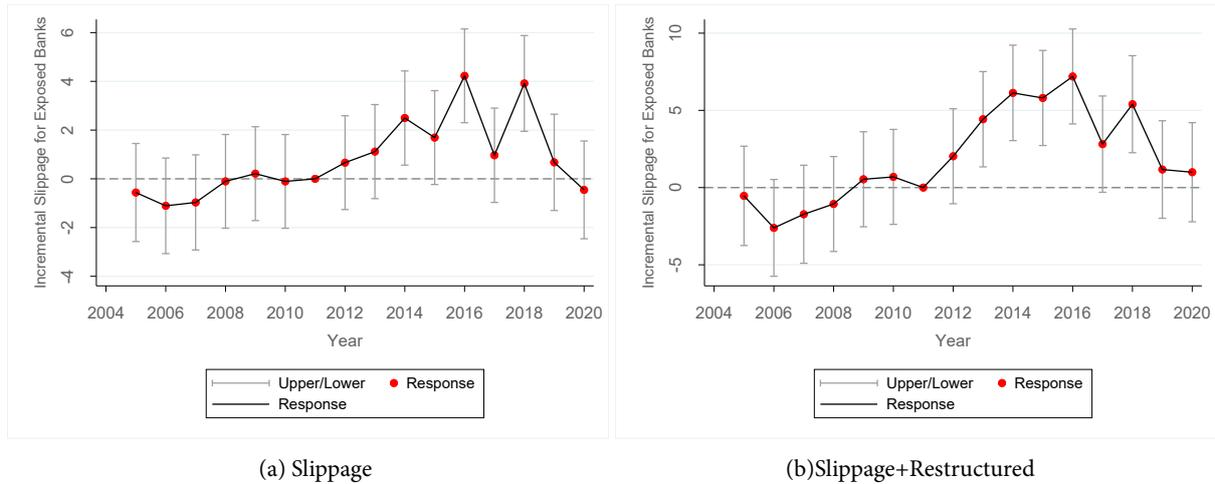 Incremental Slippage for Exposed Banks
6
4
2
0
-2
-4
2004 2006 2008 2010 2012 2014 2016 2018 2020
Year
Upper/Lower Response
Response
(a) Slippage
Incremental Slippage for Exposed Banks
10
5
0
-5
2004 2006 2008 2010 2012 2014 2016 2018 2020
Year
Upper/Lower Response
Response
(b)Slippage+Restructured